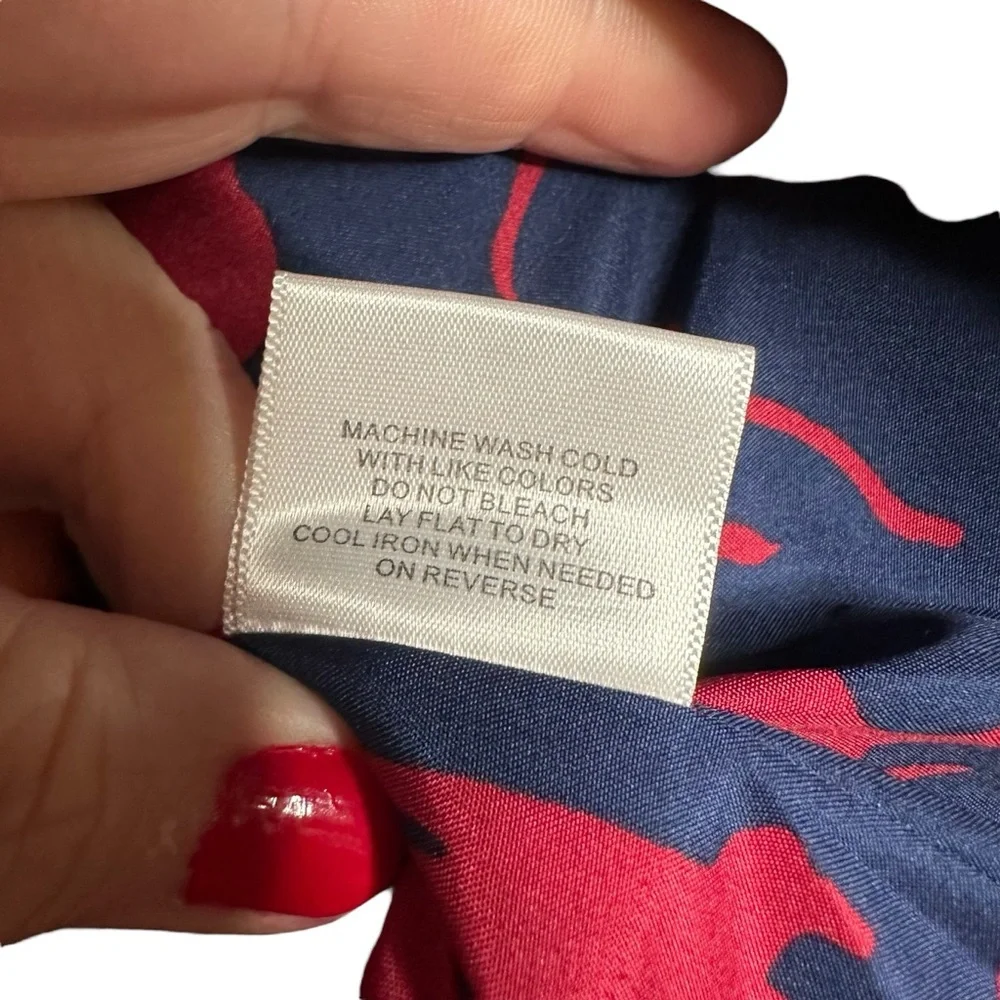 MACHINE WASH COLD
WITH LIKE COLORS
DO NOT BLEACH
LAY FLAT TO DRY
COOL IRON WHEN NEEDED
ON REVERSE